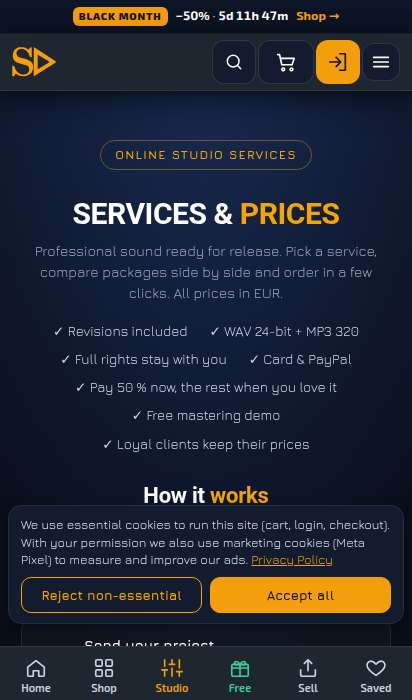 BLACK MONTH −50% · 5d 11h 47m Shop →
S
ONLINE STUDIO SERVICES
SERVICES & PRICES
Professional sound ready for release. Pick a service,
compare packages side by side and order in a few
clicks. All prices in EUR.
✓ Revisions included ✓ WAV 24-bit + MP3 320
✓ Full rights stay with you ✓ Card & PayPal
✓ Pay 50 % now, the rest when you love it
✓ Free mastering demo
✓ Loyal clients keep their prices
How it works
We use essential cookies to run this site (cart, login, checkout).
With your permission we also use marketing cookies (Meta
Pixel) to measure and improve our ads. Privacy Policy
Reject non-essential Accept all
Send your project
Home Shop Studio Free Sell Saved